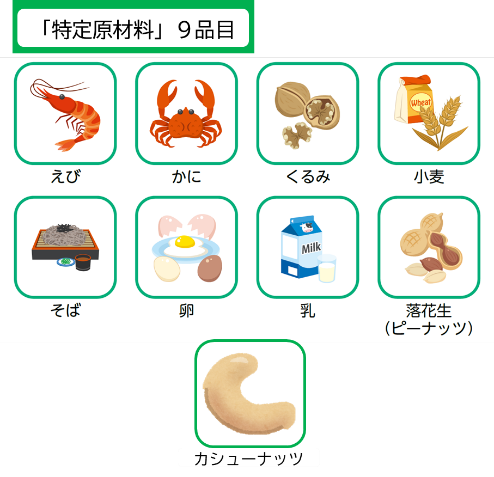 「特定原材料」９品目
Wheat
えび
かに
くるみ
小麦
Milk
そば
卵
乳
落花生
（ピーナッツ）
カシューナッツ